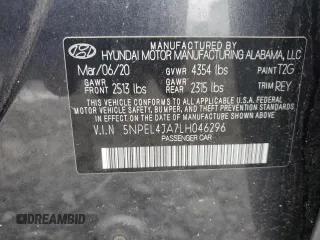 HYUNDAI MOTOR MANUFACTURING ALABAMA, LLC
Mar/06/20 GVWR 4354 lbs PAINT T2G
GAWR FRONT 2513 lbs GAWR REAR 2315 lbs TRIM REY
THIS VEHICLE CONFORMS TO ALL APPLICABLE U.S. FEDERAL
MOTOR VEHICLE SAFETY, BUMPER, AND THEFT PREVENTION
STANDARDS IN EFFECT ON THE DATE OF MANUFACTURE SHOWN ABOVE.
V.I.N 5NPEL4JA7LH046296
PASSENGER CAR
© DREAMBID